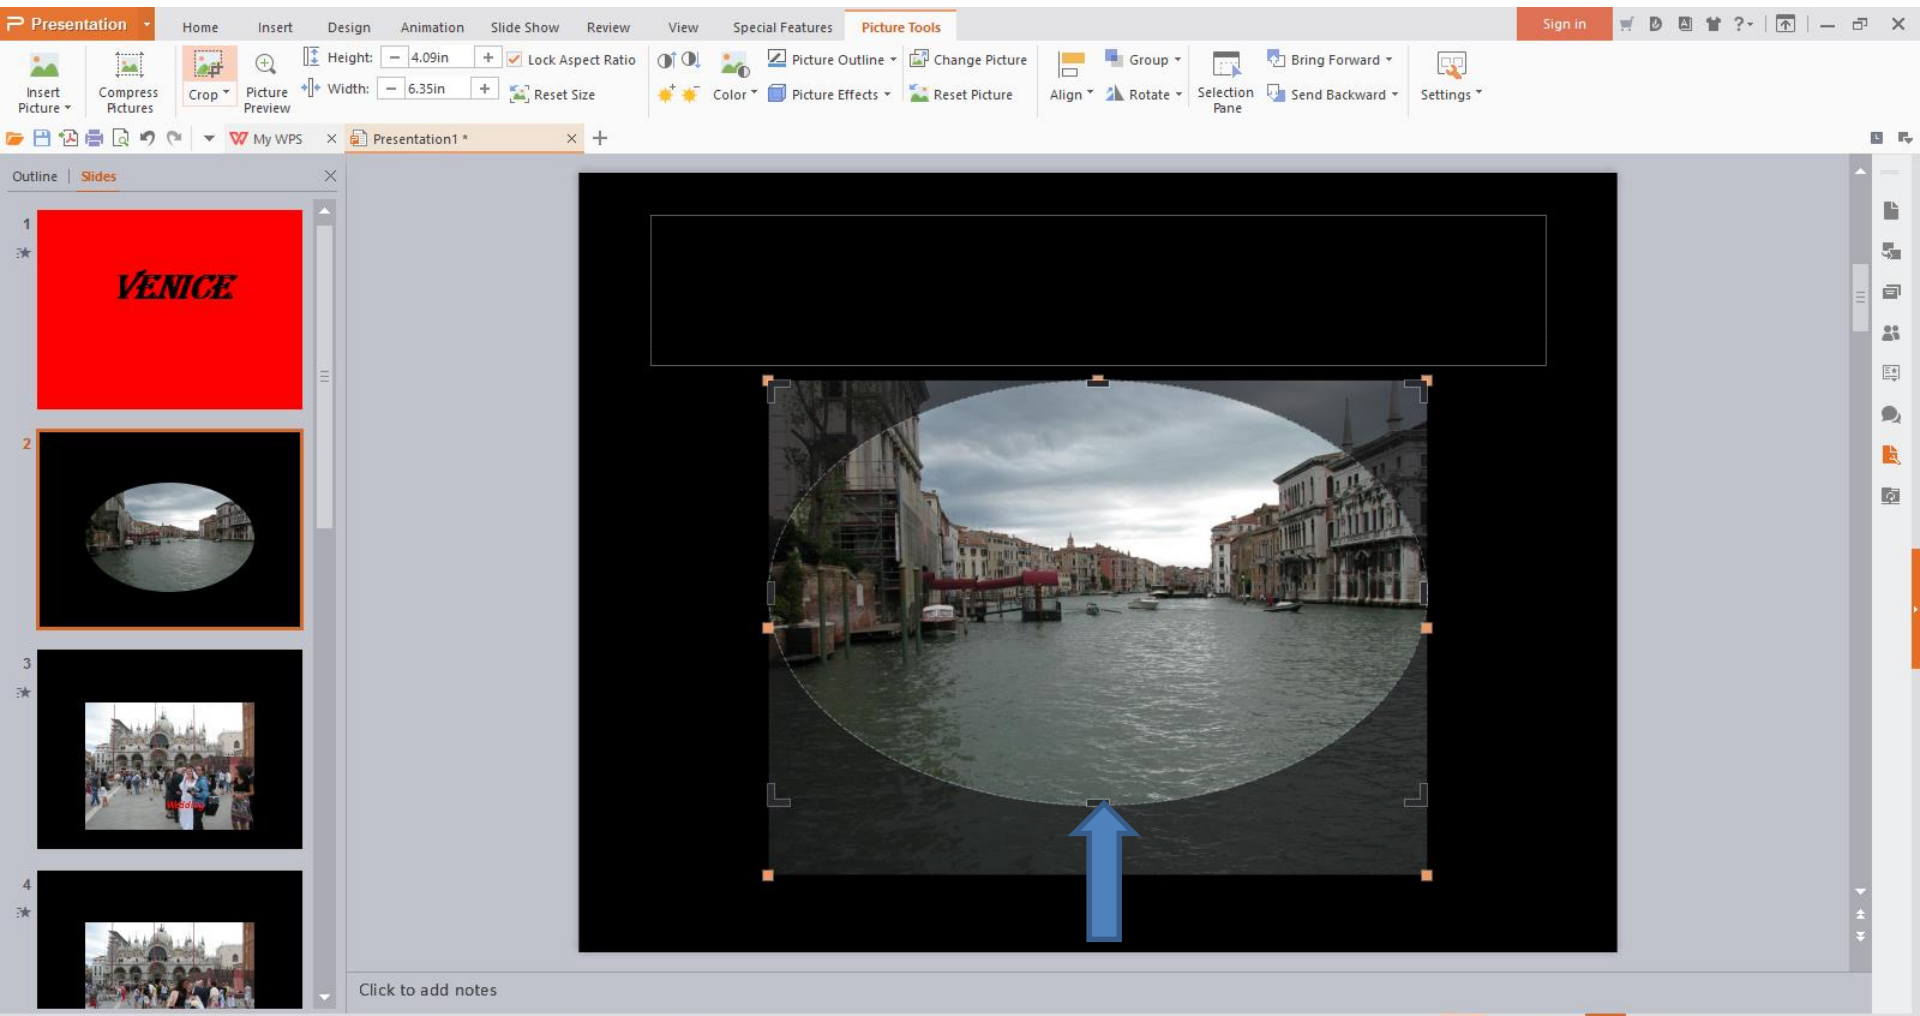 Presentation
Home Insert Design Animation Slide Show Review View Special Features Picture Tools
Sign in
?
Insert Picture
Compress Pictures
Crop
Picture Preview
Height: - 4.09in +
Width: - 6.35in +
Lock Aspect Ratio
Reset Size
Color
Picture Outline
Picture Effects
Change Picture
Reset Picture
Align
Group
Rotate
Selection Pane
Bring Forward
Send Backward
Settings
My WPS
Presentation1 *
Outline | Slides
1
VENICE
2
3
Wedding
4
Click to add notes